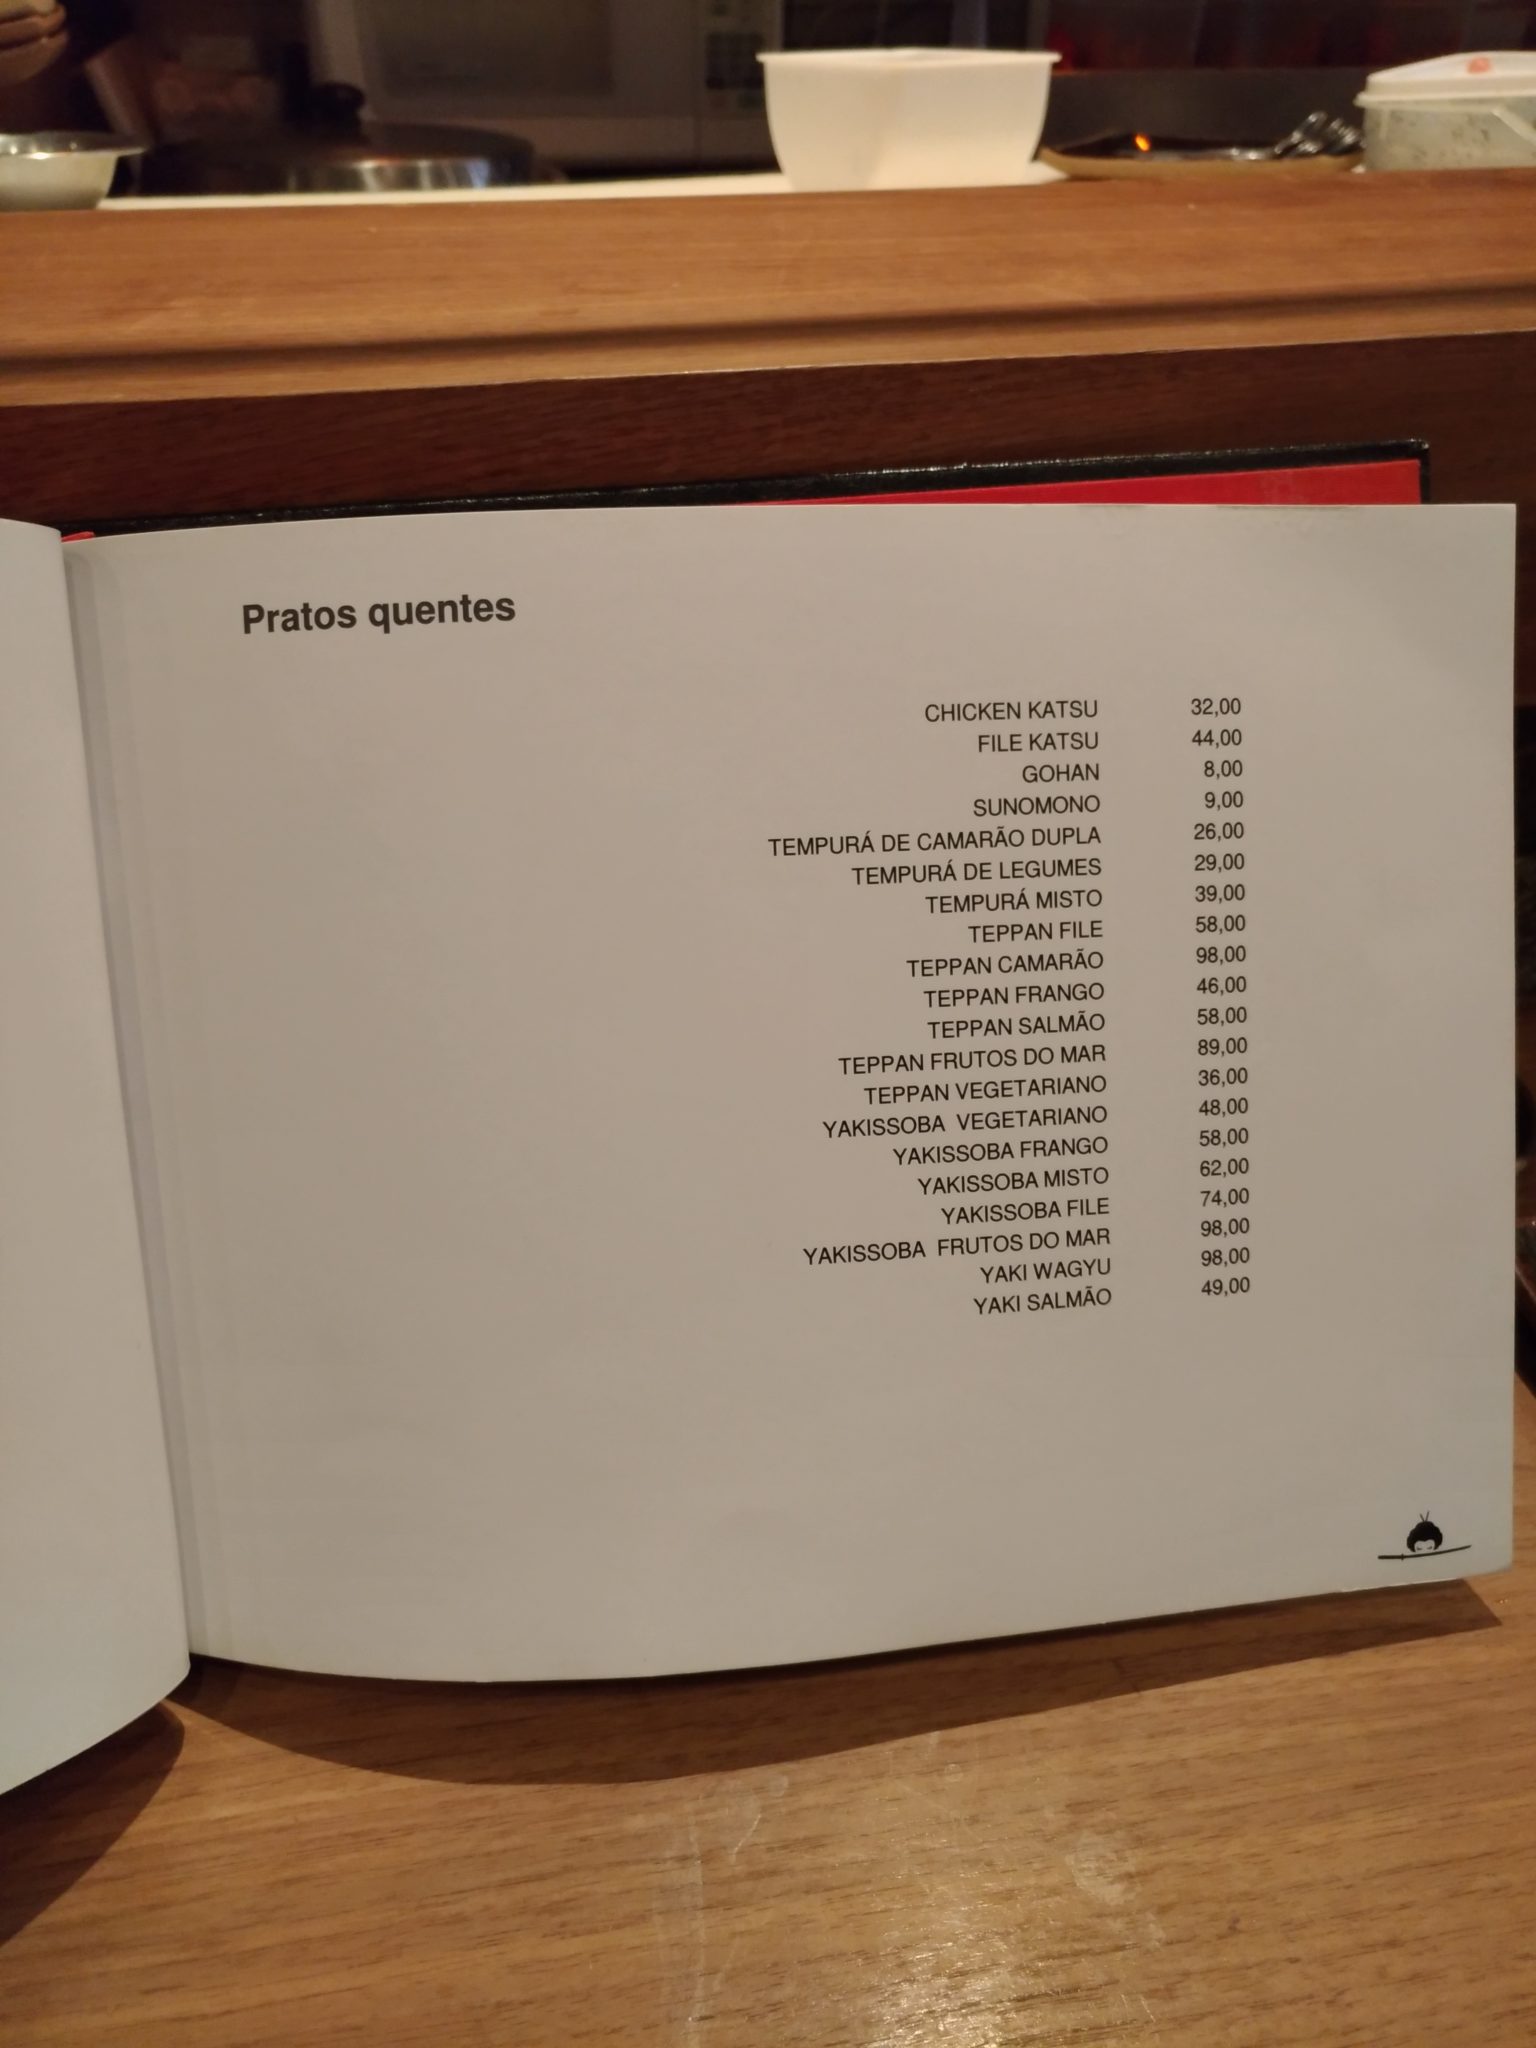 Pratos quentes
CHICKEN KATSU 32,00
FILE KATSU 44,00
GOHAN 8,00
SUNOMONO 9,00
TEMPURÁ DE CAMARÃO DUPLA 26,00
TEMPURÁ DE LEGUMES 29,00
TEMPURÁ MISTO 39,00
TEPPAN FILE 58,00
TEPPAN CAMARÃO 98,00
TEPPAN FRANGO 46,00
TEPPAN SALMÃO 58,00
TEPPAN FRUTOS DO MAR 89,00
TEPPAN VEGETARIANO 36,00
YAKISSOBA VEGETARIANO 48,00
YAKISSOBA FRANGO 58,00
YAKISSOBA MISTO 62,00
YAKISSOBA FILE 74,00
YAKISSOBA FRUTOS DO MAR 98,00
YAKI WAGYU 98,00
YAKI SALMÃO 49,00